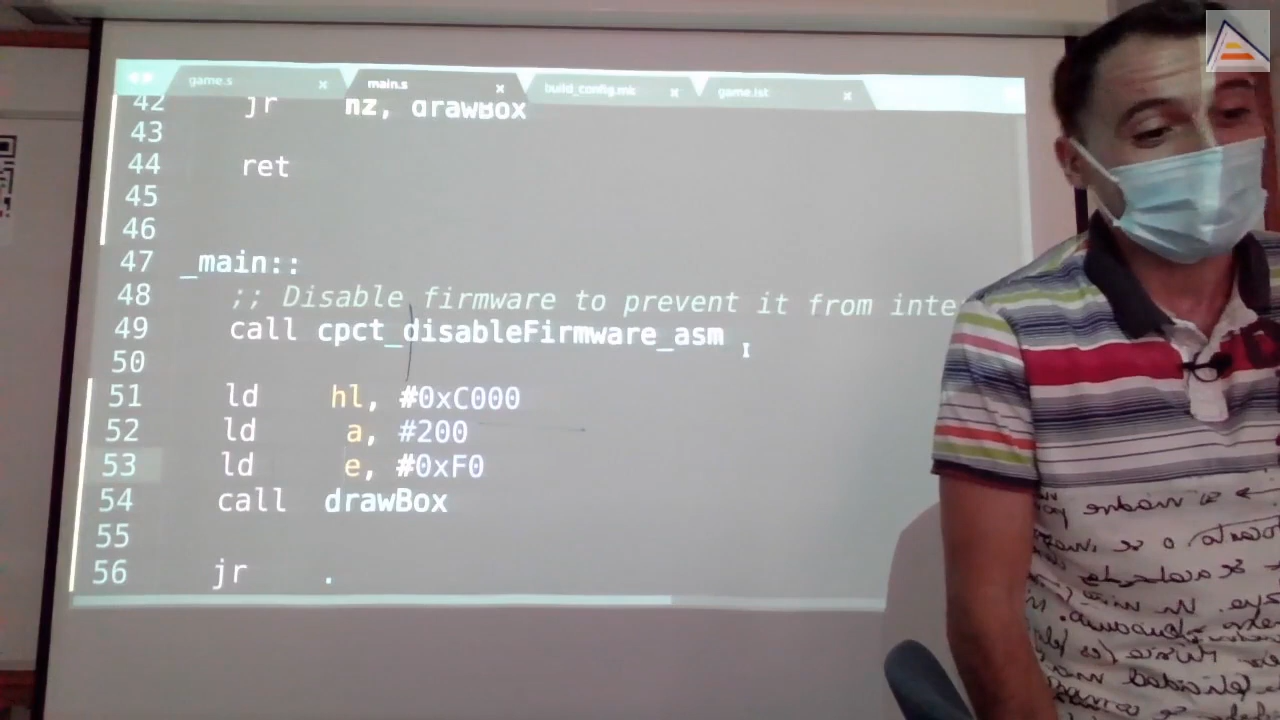 game.s × main.s × build_config.mk × game.lst ×
42 jr nz, drawBox
43
44 ret
45
46
47 _main::
48 ;; Disable firmware to prevent it from inte
49 call cpct_disableFirmware_asm
50
51 ld hl, #0xC000
52 ld a, #200
53 ld e, #0xF0
54 call drawBox
55
56 jr .